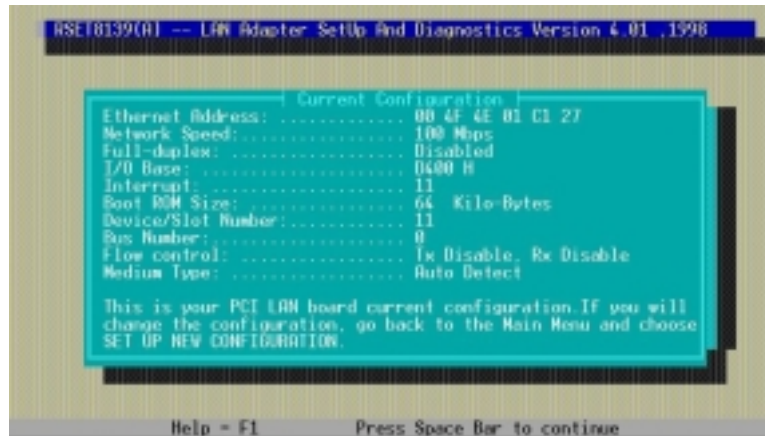 RSET8139(A) -- LAN Adapter SetUp And Diagnostics Version 4.01 ,1998
Current Configuration
Ethernet Address: ............. 00 4F 4E 01 C1 27
Network Speed:................. 100 Mbps
Full-duplex: .................. Disabled
I/O Base: ..................... D400 H
Interrupt: .................... 11
Boot ROM Size: ................ 64 Kilo-Bytes
Device/Slot Number:............ 11
Bus Number:.................... 0
Flow control: ................. Tx Disable, Rx Disable
Medium Type: .................. Auto Detect
This is your PCI LAN board current configuration.If you will
change the configuration, go back to the Main Menu and choose
SET UP NEW CONFIGURATION.
Help - F1 Press Space Bar to continue